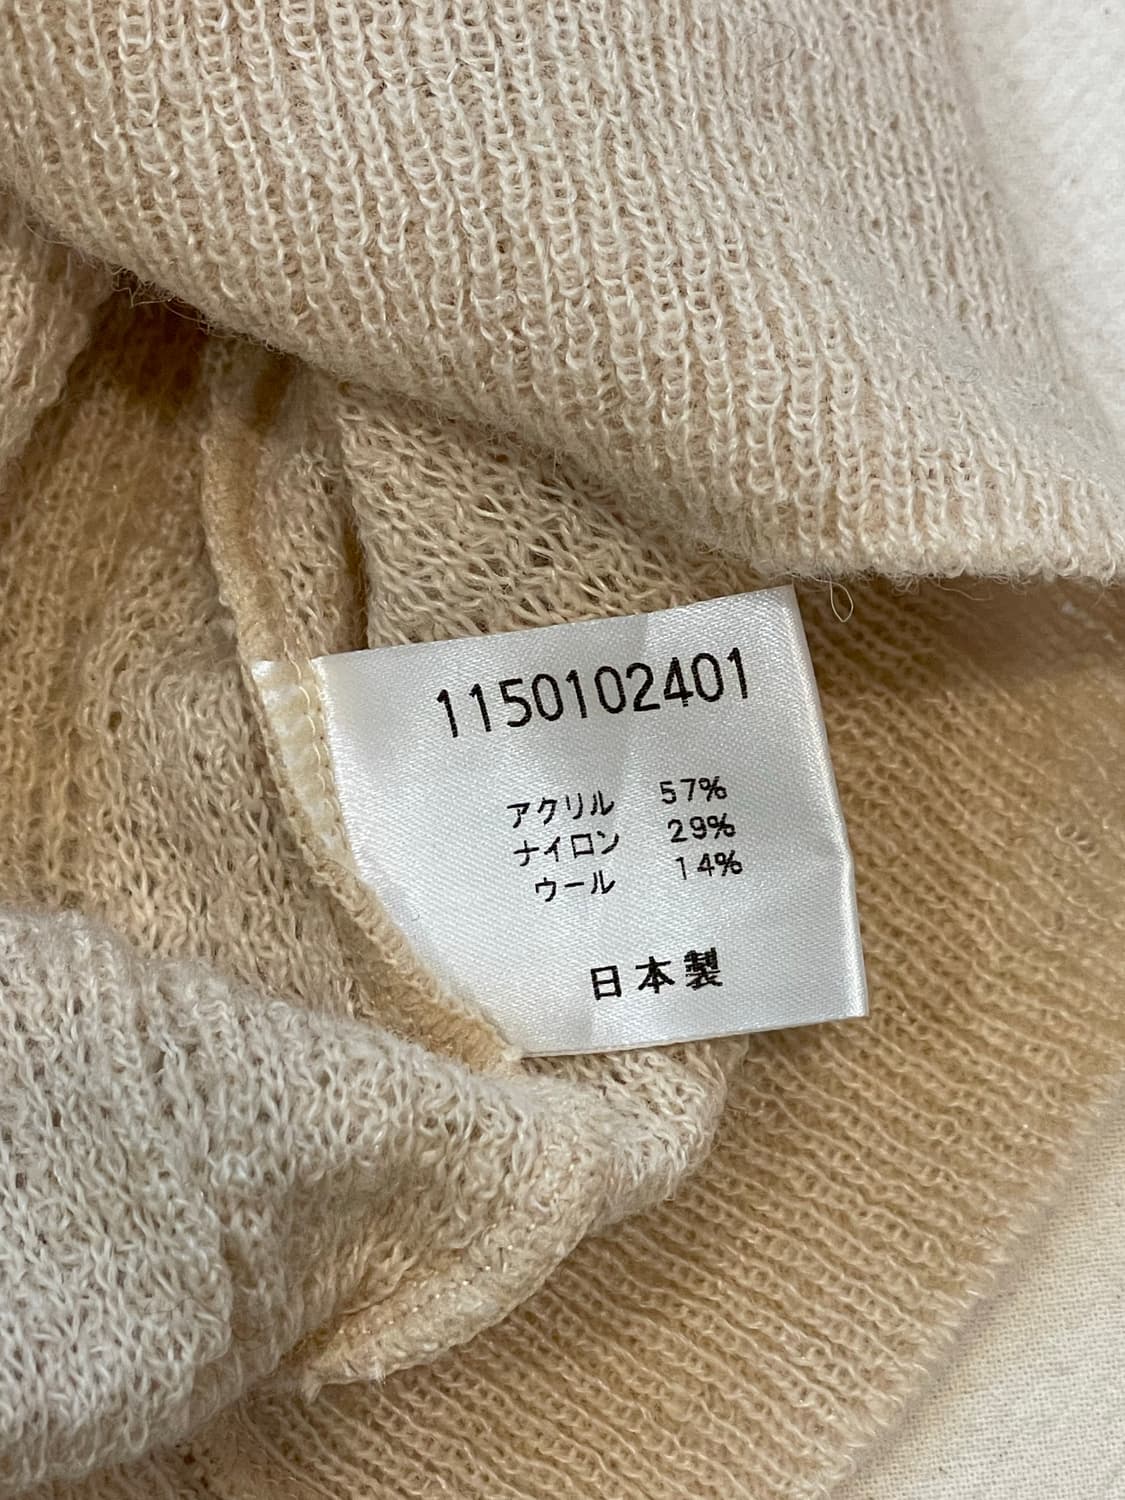 1150102401
アクリル 57%
ナイロン 29%
ウール 14%
日本製